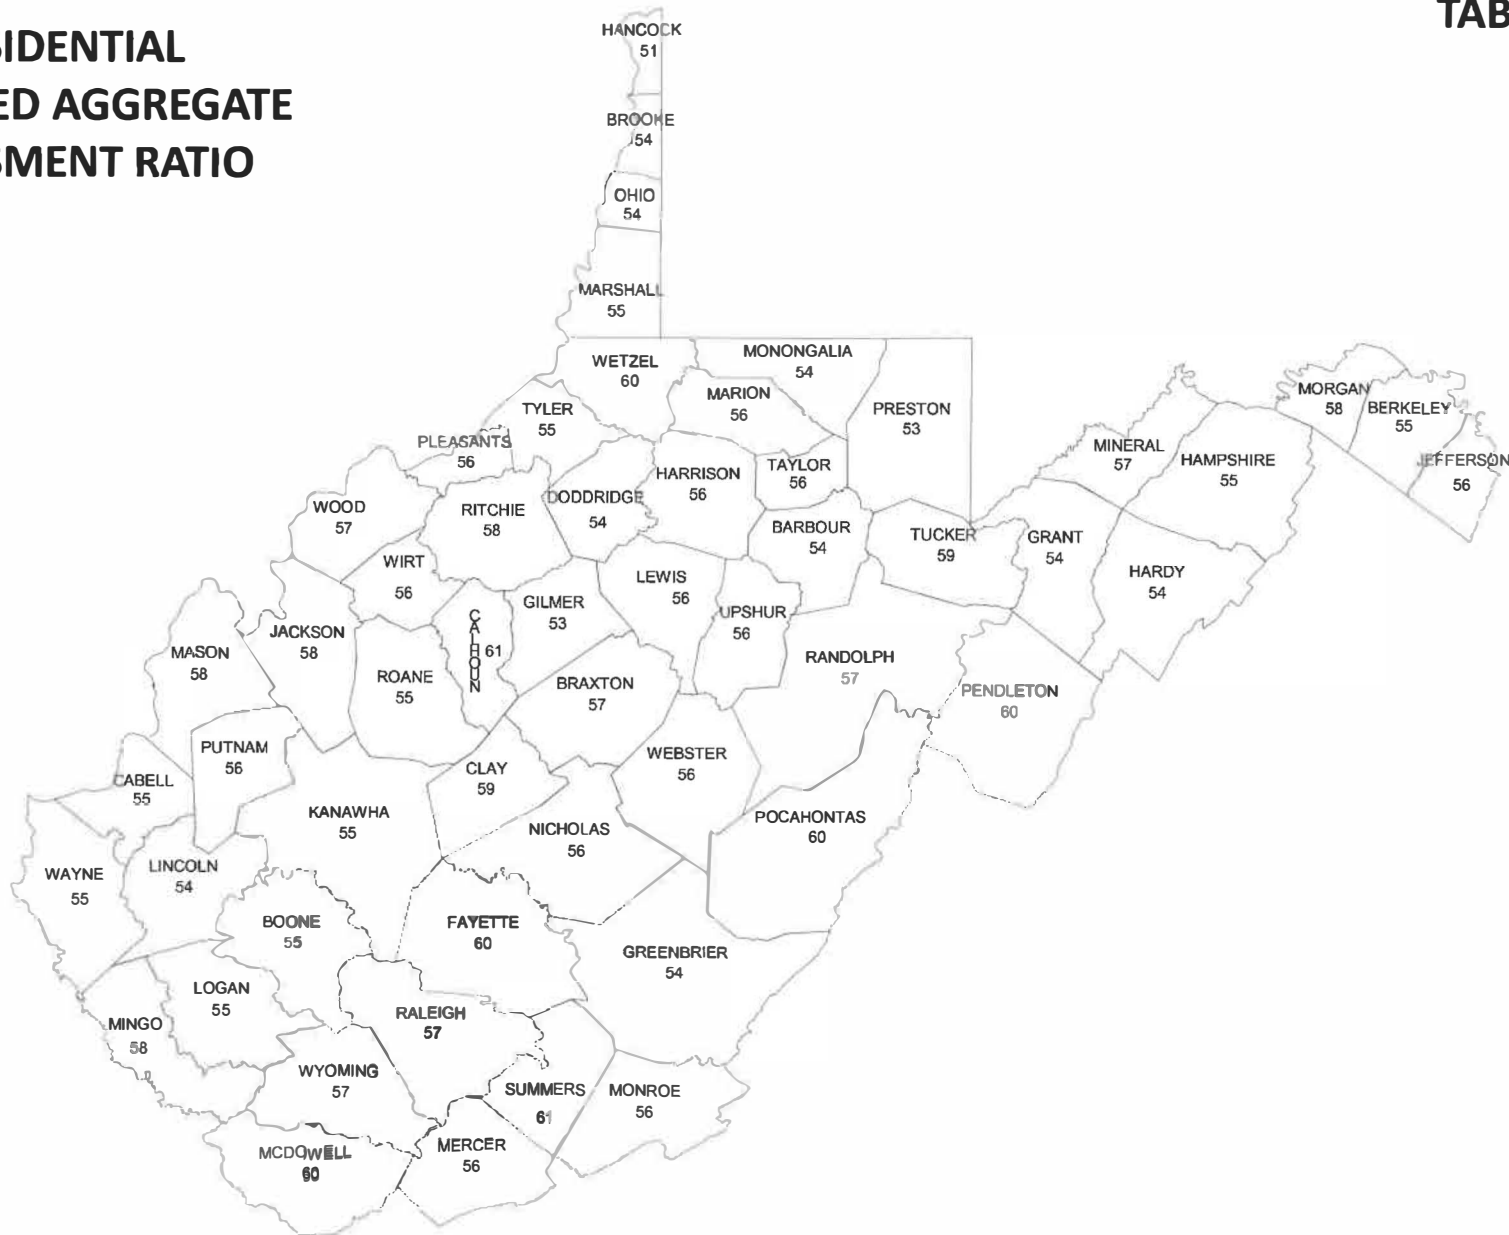 SIDENTIAL
ED AGGREGATE
SMENT RATIO
TAB
HANCOCK
51
BROOKE
54
OHIO
54
MARSHALL
55
WETZEL
60
MONONGALIA
54
MARION
56
PRESTON
53
TYLER
55
PLEASANTS
56
MORGAN
58
BERKELEY
55
JEFFERSON
56
MINERAL
57
HAMPSHIRE
55
HARRISON
56
TAYLOR
56
DODDRIDGE
54
RITCHIE
58
WOOD
57
BARBOUR
54
TUCKER
59
GRANT
54
HARDY
54
WIRT
56
LEWIS
56
GILMER
53
CALHOUN
61
UPSHUR
56
JACKSON
58
MASON
58
ROANE
55
RANDOLPH
57
BRAXTON
57
PENDLETON
60
PUTNAM
56
WEBSTER
56
CLAY
59
CABELL
55
KANAWHA
55
NICHOLAS
56
POCAHONTAS
60
WAYNE
55
LINCOLN
54
BOONE
55
FAYETTE
60
GREENBRIER
54
LOGAN
55
RALEIGH
57
MINGO
58
WYOMING
57
SUMMERS
61
MONROE
56
MERCER
56
MCDOWELL
60